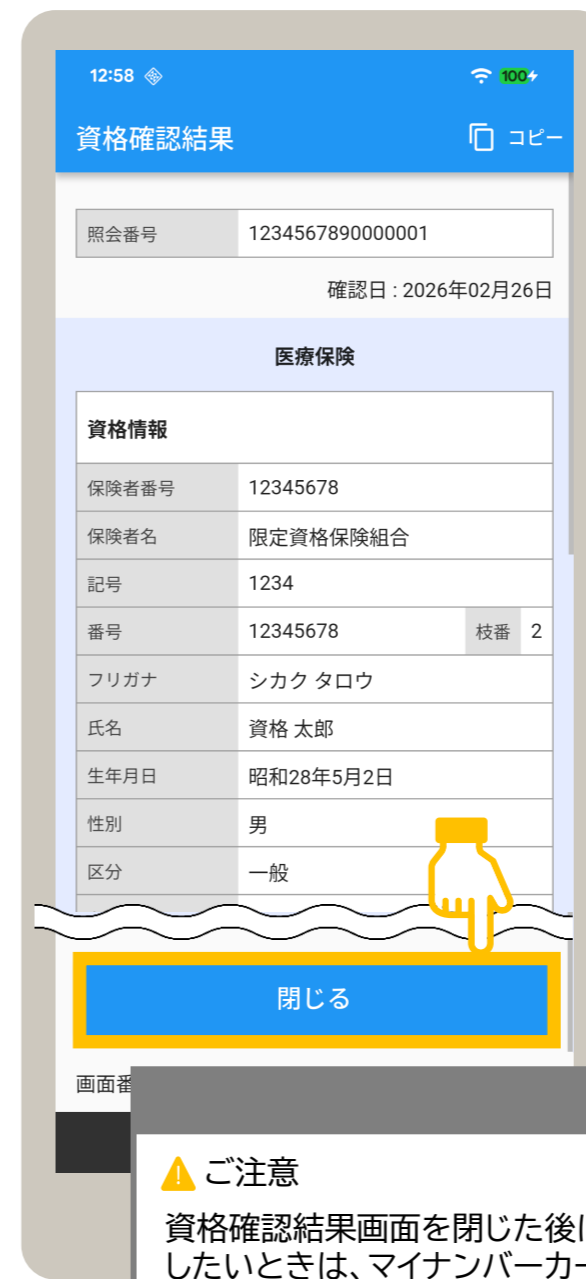 12:58 100
資格確認結果 コピー
照会番号 1234567890000001
確認日 : 2026年02月26日
医療保険
資格情報
保険者番号 12345678
保険者名 限定資格保険組合
記号 1234
番号 12345678 枝番 2
フリガナ シカク タロウ
氏名 資格 太郎
生年月日 昭和28年5月2日
性別 男
区分 一般
閉じる
画面番
ご注意
資格確認結果画面を閉じた後に
したいときは、マイナンバーカー